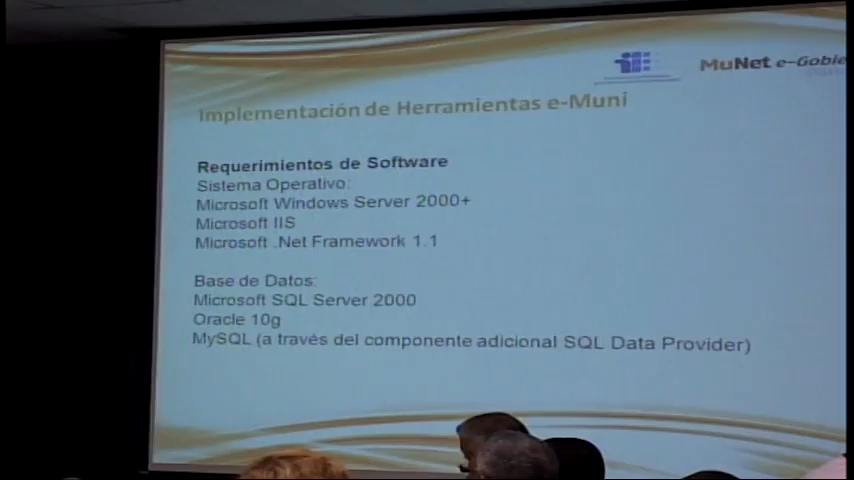 MuNet e-Gobie
Implementación de Herramientas e-Muni
Requerimientos de Software
Sistema Operativo:
Microsoft Windows Server 2000+
Microsoft IIS
Microsoft .Net Framework 1.1
Base de Datos:
Microsoft SQL Server 2000
Oracle 10g
MySQL (a través del componente adicional SQL Data Provider)